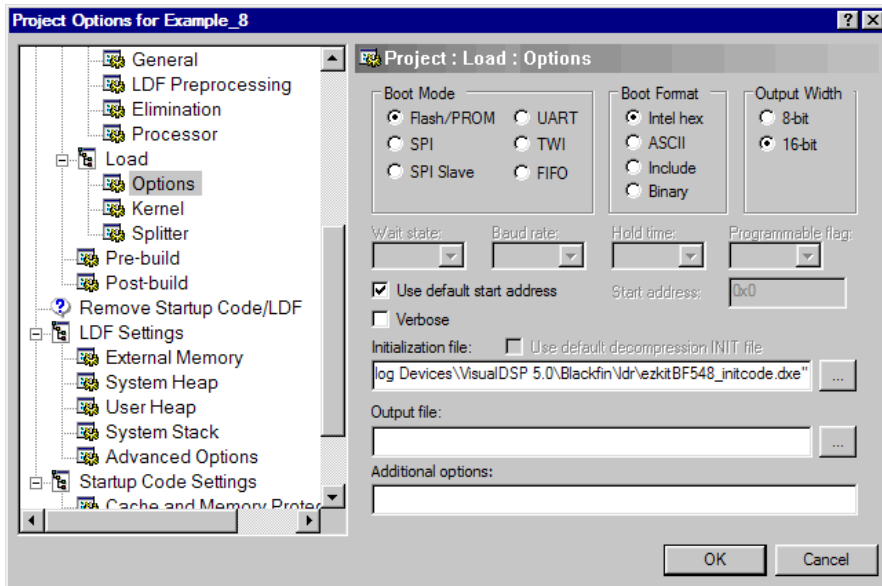 Project Options for Example_8
General
LDF Preprocessing
Elimination
Processor
Load
Options
Kernel
Splitter
Pre-build
Post-build
Remove Startup Code/LDF
LDF Settings
External Memory
System Heap
User Heap
System Stack
Advanced Options
Startup Code Settings
Cache and Memory Protec
Project : Load : Options
Boot Mode
Flash/PROM
UART
SPI
TWI
SPI Slave
FIFO
Boot Format
Intel hex
ASCII
Include
Binary
Output Width
8-bit
16-bit
Wait state:
Baud rate:
Hold time:
Programmable flag:
Use default start address
Start address:
0x0
Verbose
Initialization file:
Use default decompression INIT file
log Devices\VisualDSP 5.0\Blackfin\ldr\ezkitBF548_initcode.dxe"
...
Output file:
...
Additional options:
OK
Cancel